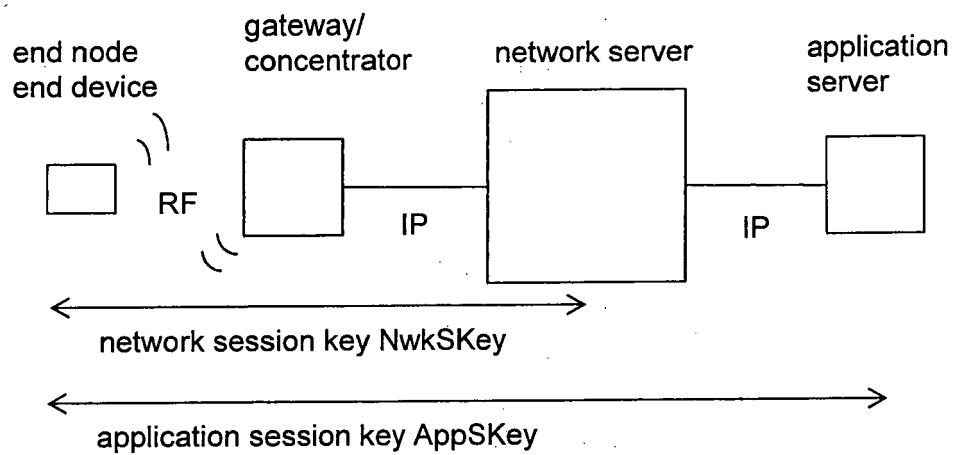 end node
end device
gateway/
concentrator
network server
application
server
RF
IP
IP
network session key NwkSKey
application session key AppSKey